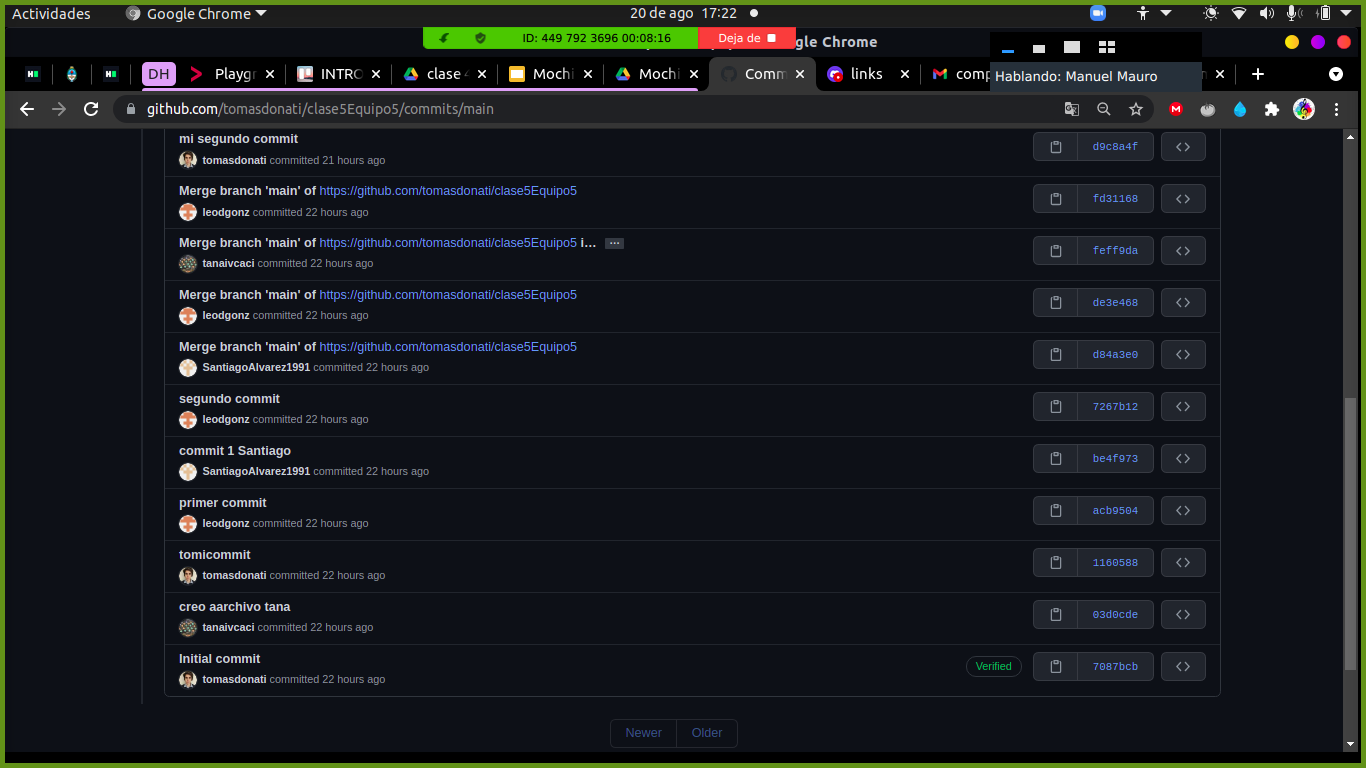 Actividades
Google Chrome
20 de ago 17:22
ID: 449 792 3696 00:08:16
Deja de
gle Chrome
Hablando: Manuel Mauro
DH
Playgr
INTRO
clase
Mochi
Mochi
Comm
links
comp
github.com/tomasdonati/clase5Equipo5/commits/main
mi segundo commit
tomasdonati committed 21 hours ago
d9c8a4f
Merge branch 'main' of https://github.com/tomasdonati/clase5Equipo5
leodgonz committed 22 hours ago
fd31168
Merge branch 'main' of https://github.com/tomasdonati/clase5Equipo5 i… ...
tanaivcaci committed 22 hours ago
feff9da
Merge branch 'main' of https://github.com/tomasdonati/clase5Equipo5
leodgonz committed 22 hours ago
de3e468
Merge branch 'main' of https://github.com/tomasdonati/clase5Equipo5
SantiagoAlvarez1991 committed 22 hours ago
d84a3e0
segundo commit
leodgonz committed 22 hours ago
7267b12
commit 1 Santiago
SantiagoAlvarez1991 committed 22 hours ago
be4f973
primer commit
leodgonz committed 22 hours ago
acb9504
tomicommit
tomasdonati committed 22 hours ago
1160588
creo aarchivo tana
tanaivcaci committed 22 hours ago
03d0cde
Initial commit
tomasdonati committed 22 hours ago
Verified
7087bcb
Newer
Older